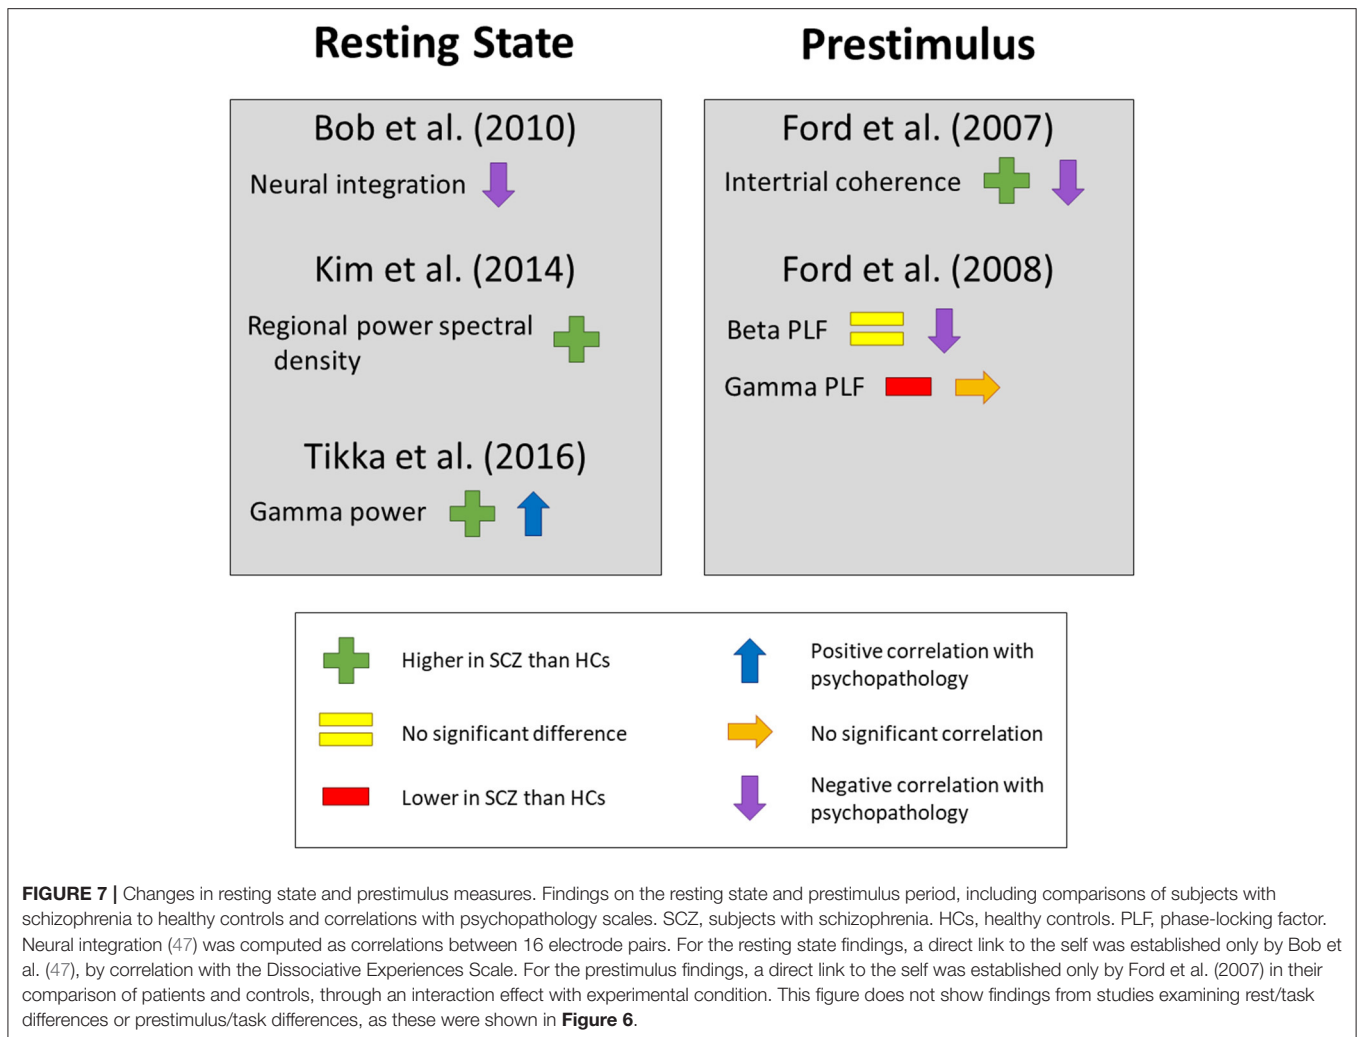 Resting State
Prestimulus
Bob et al. (2010)
Neural integration
Kim et al. (2014)
Regional power spectral
density
Tikka et al. (2016)
Gamma power
Ford et al. (2007)
Intertrial coherence
Ford et al. (2008)
Beta PLF
Gamma PLF
Higher in SCZ than HCs
No significant difference
Lower in SCZ than HCs
Positive correlation with
psychopathology
No significant correlation
Negative correlation with
psychopathology
FIGURE 7 | Changes in resting state and prestimulus measures. Findings on the resting state and prestimulus period, including comparisons of subjects with
schizophrenia to healthy controls and correlations with psychopathology scales. SCZ, subjects with schizophrenia. HCs, healthy controls. PLF, phase-locking factor.
Neural integration (47) was computed as correlations between 16 electrode pairs. For the resting state findings, a direct link to the self was established only by Bob et
al. (47), by correlation with the Dissociative Experiences Scale. For the prestimulus findings, a direct link to the self was established only by Ford et al. (2007) in their
comparison of patients and controls, through an interaction effect with experimental condition. This figure does not show findings from studies examining rest/task
differences or prestimulus/task differences, as these were shown in Figure 6.